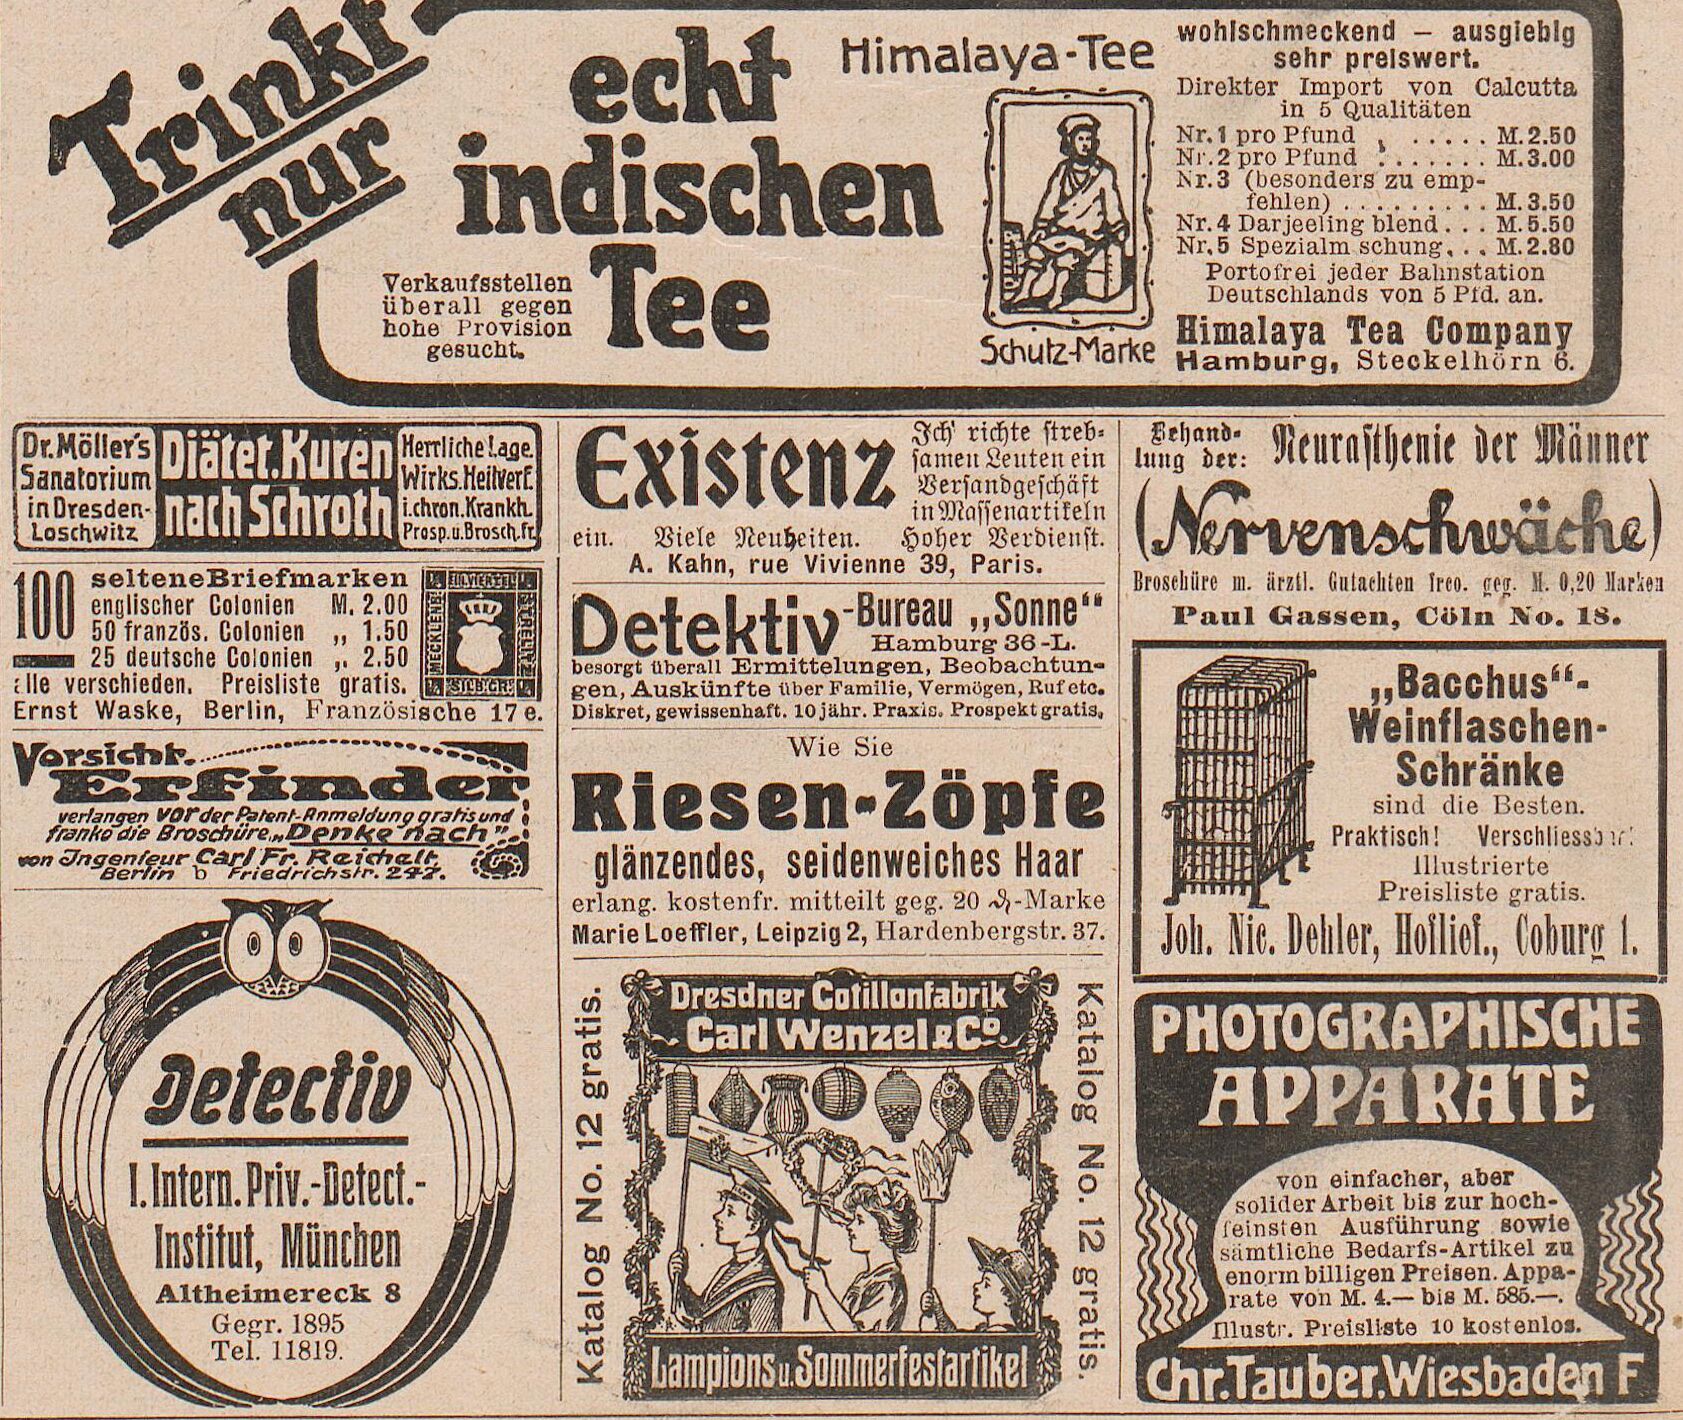 Trinkt
nur
echt
indischen
Tee
Verkaufsstellen
überall gegen
hohe Provision
gesucht.
Himalaya-Tee
Schutz-Marke
wohlschmeckend — ausgiebig
sehr preiswert.
Direkter Import von Calcutta
in 5 Qualitäten
Nr. 1 pro Pfund . . . . . . M. 2.50
Nr. 2 pro Pfund . . . . . . . M. 3.00
Nr. 3 (besonders zu emp-
fehlen) . . . . . . . . . M. 3.50
Nr. 4 Darjeeling blend . . . M. 5.50
Nr. 5 Spezialm schung . . . M. 2.80
Portofrei jeder Bahnstation
Deutschlands von 5 Pfd. an.
Himalaya Tea Company
Hamburg, Steckelhörn 6.
Dr. Möller's
Sanatorium
in Dresden-
Loschwitz
Diätet. Kuren
nach Schroth
Herrliche Lage.
Wirks. Heilverf.
i. chron. Krankh.
Prosp. u. Brosch. fr.
100 seltene Briefmarken
englischer Colonien M. 2.00
50 französ. Colonien „ 1.50
25 deutsche Colonien „ 2.50
alle verschieden. Preisliste gratis.
Ernst Waske, Berlin, Französische 17 e.
EIN VIERTEL
MECKLENB.
STRELITZ
SILB.GR.
Vorsicht.
Erfinder
verlangen vor der Patent-Anmeldung gratis und
franko die Broschüre „Denke nach"
von Ingenieur Carl Fr. Reichelt,
Berlin b Friedrichstr. 247.
Detectiv
I. Intern. Priv.-Detect.-
Institut, München
Altheimereck 8
Gegr. 1895
Tel. 11819.
Existenz
Ich richte streb-
samen Leuten ein
Versandgeschäft
in Massenartikeln
ein. Viele Neuheiten. Hoher Verdienst.
A. Kahn, rue Vivienne 39, Paris.
Detektiv-Bureau „Sonne"
Hamburg 36-L.
besorgt überall Ermittelungen, Beobachtun-
gen, Auskünfte über Familie, Vermögen, Ruf etc.
Diskret, gewissenhaft. 10jähr. Praxis. Prospekt gratis.
Wie Sie
Riesen-Zöpfe
glänzendes, seidenweiches Haar
erlang. kostenfr. mitteilt geg. 20 ₰-Marke
Marie Loeffler, Leipzig 2, Hardenbergstr. 37.
Katalog No. 12 gratis.
Dresdner Cotillonfabrik
Carl Wenzel & Co.
Lampions u. Sommerfestartikel
Katalog No. 12 gratis.
Behand-
lung der: Neurasthenie der Männer
(Nervenschwäche)
Broschüre m. ärztl. Gutachten frco. geg. M. 0,20 Marken
Paul Gassen, Cöln No. 18.
„Bacchus"-
Weinflaschen-
Schränke
sind die Besten.
Praktisch! Verschliessbar!
Illustrierte
Preisliste gratis.
Joh. Nic. Dehler, Hoflief., Coburg 1.
PHOTOGRAPHISCHE
APPARATE
von einfacher, aber
solider Arbeit bis zur hoch-
feinsten Ausführung sowie
sämtliche Bedarfs-Artikel zu
enorm billigen Preisen. Appa-
rate von M. 4.— bis M. 585.—.
Illustr. Preisliste 10 kostenlos.
Chr. Tauber, Wiesbaden F